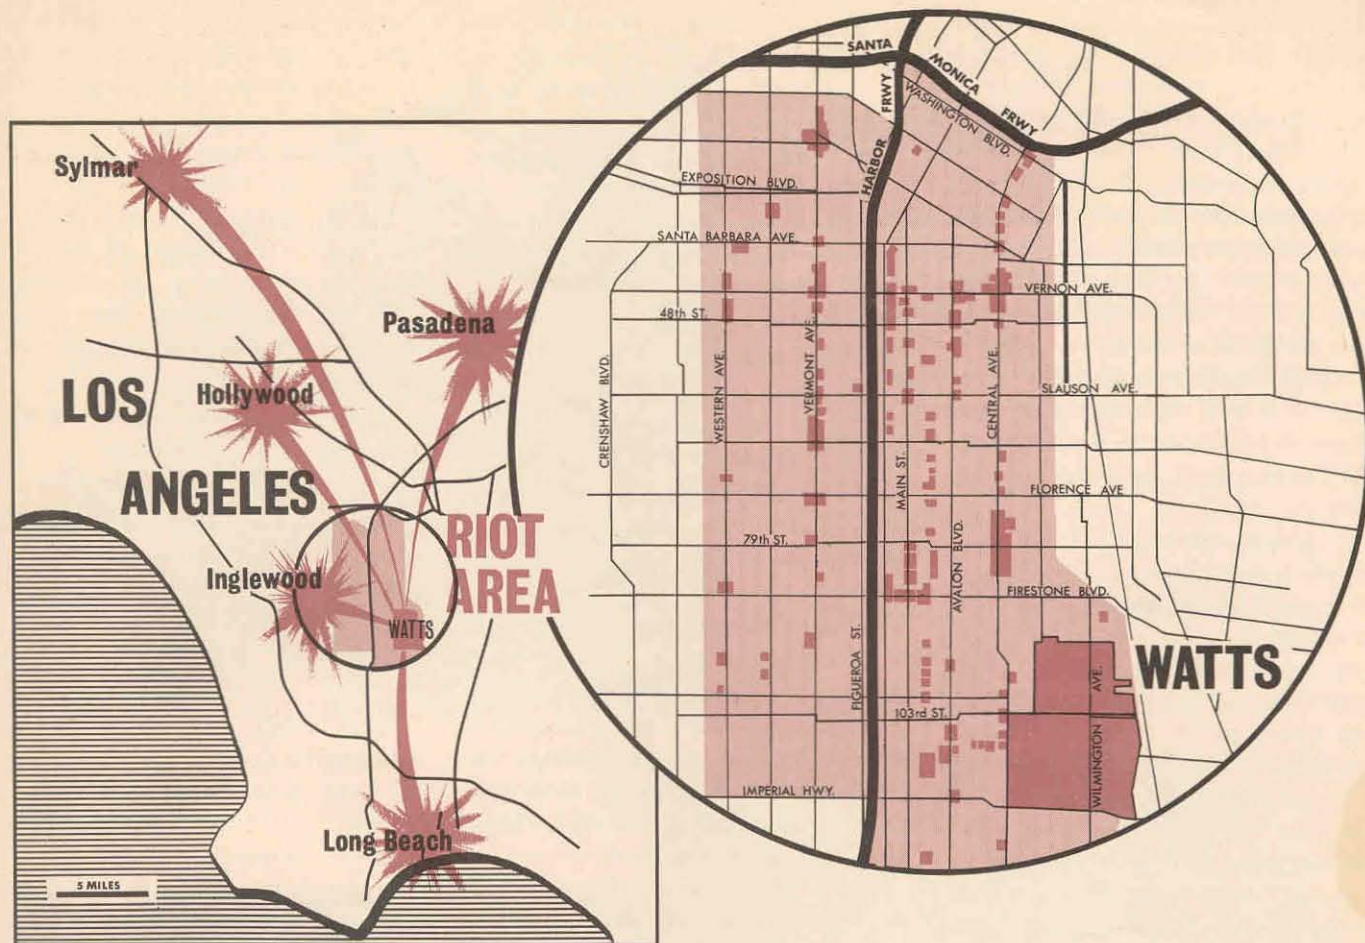 Sylmar
Pasadena
LOS
Hollywood
ANGELES
RIOT
AREA
Inglewood
WATTS
Long Beach
5 MILES
SANTA
MONICA
FRWY
HARBOR
FRWY
WASHINGTON BLVD.
EXPOSITION BLVD.
SANTA BARBARA AVE.
VERNON AVE.
48th ST.
CRENSHAW BLVD.
WESTERN AVE.
VERMONT AVE.
CENTRAL AVE.
SLAUSON AVE.
MAIN ST.
FLORENCE AVE
79th ST.
AVALON BLVD.
FIRESTONE BLVD.
FIGUEROA ST.
WATTS
103rd ST.
WILMINGTON AVE.
IMPERIAL HWY.